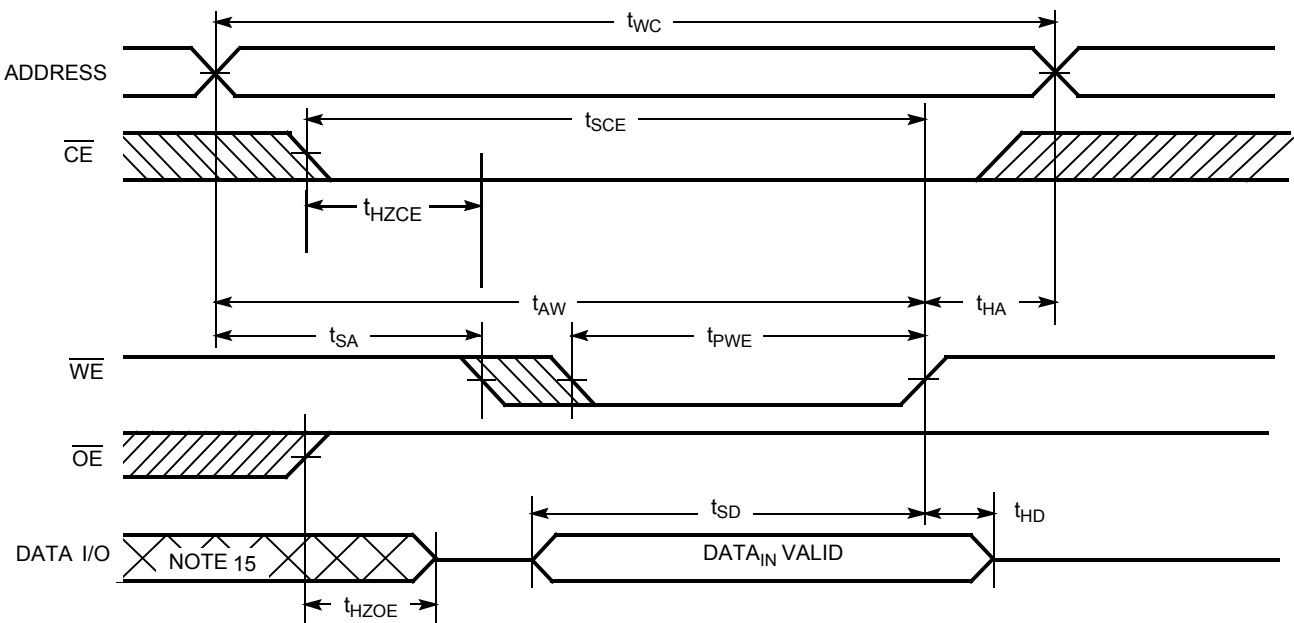 tWC
ADDRESS
tSCE
CE
tHZCE
tAW
tHA
tSA
tPWE
WE
OE
tSD
tHD
DATA I/O
NOTE 15
DATAIN VALID
tHZOE